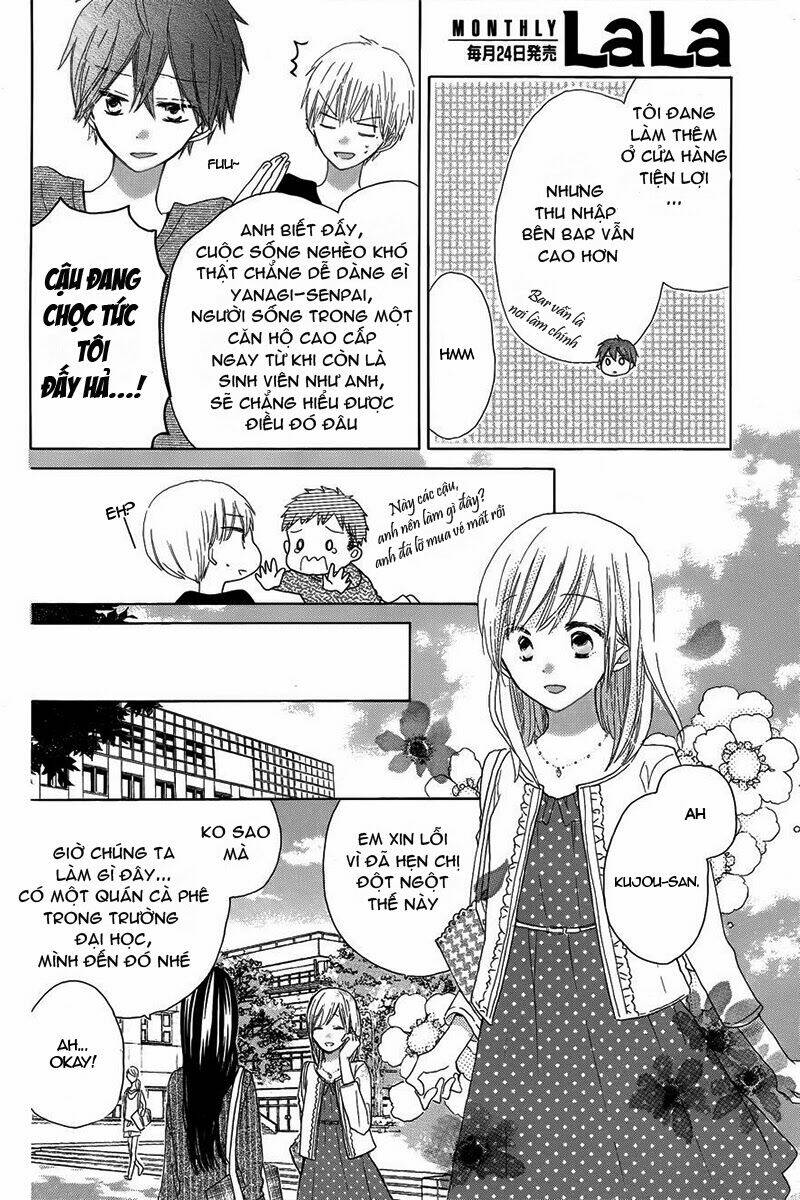 MONTHLY
毎月24日発売
LaLa
TÔI ĐANG
LÀM THÊM
Ở CỬA HÀNG
TIỆN LỢI
...
NHƯNG
THU NHẬP
BÊN BAR VẪN
CAO HƠN
Bar vẫn là
nơi làm chính
HMM
FUU~
ANH BIẾT ĐẤY,
CUỘC SỐNG NGHÈO KHÓ
THẬT CHẲNG DỄ DÀNG GÌ
YANAGI-SENPAI,
NGƯỜI SỐNG TRONG MỘT
CĂN HỘ CAO CẤP
NGAY TỪ KHI CÒN LÀ
SINH VIÊN NHƯ ANH,
SẼ CHẲNG HIỂU ĐƯỢC
ĐIỀU ĐÓ ĐÂU
CẬU ĐANG
CHỌC TỨC
TÔI
ĐẤY HẢ...!
Này các cậu,
anh nên làm gì đây?
anh đã lỡ mua vé mất rồi
EH?
AH
KUJOU-SAN.
EM XIN LỖI
VÌ ĐÃ HẸN CHỊ
ĐỘT NGỘT
THẾ NÀY
KO SAO
MÀ
GIỜ CHÚNG TA
LÀM GÌ ĐÂY...
CÓ MỘT QUÁN CÀ PHÊ
TRONG TRƯỜNG
ĐẠI HỌC,
MÌNH ĐẾN ĐÓ NHÉ
AH...
OKAY!